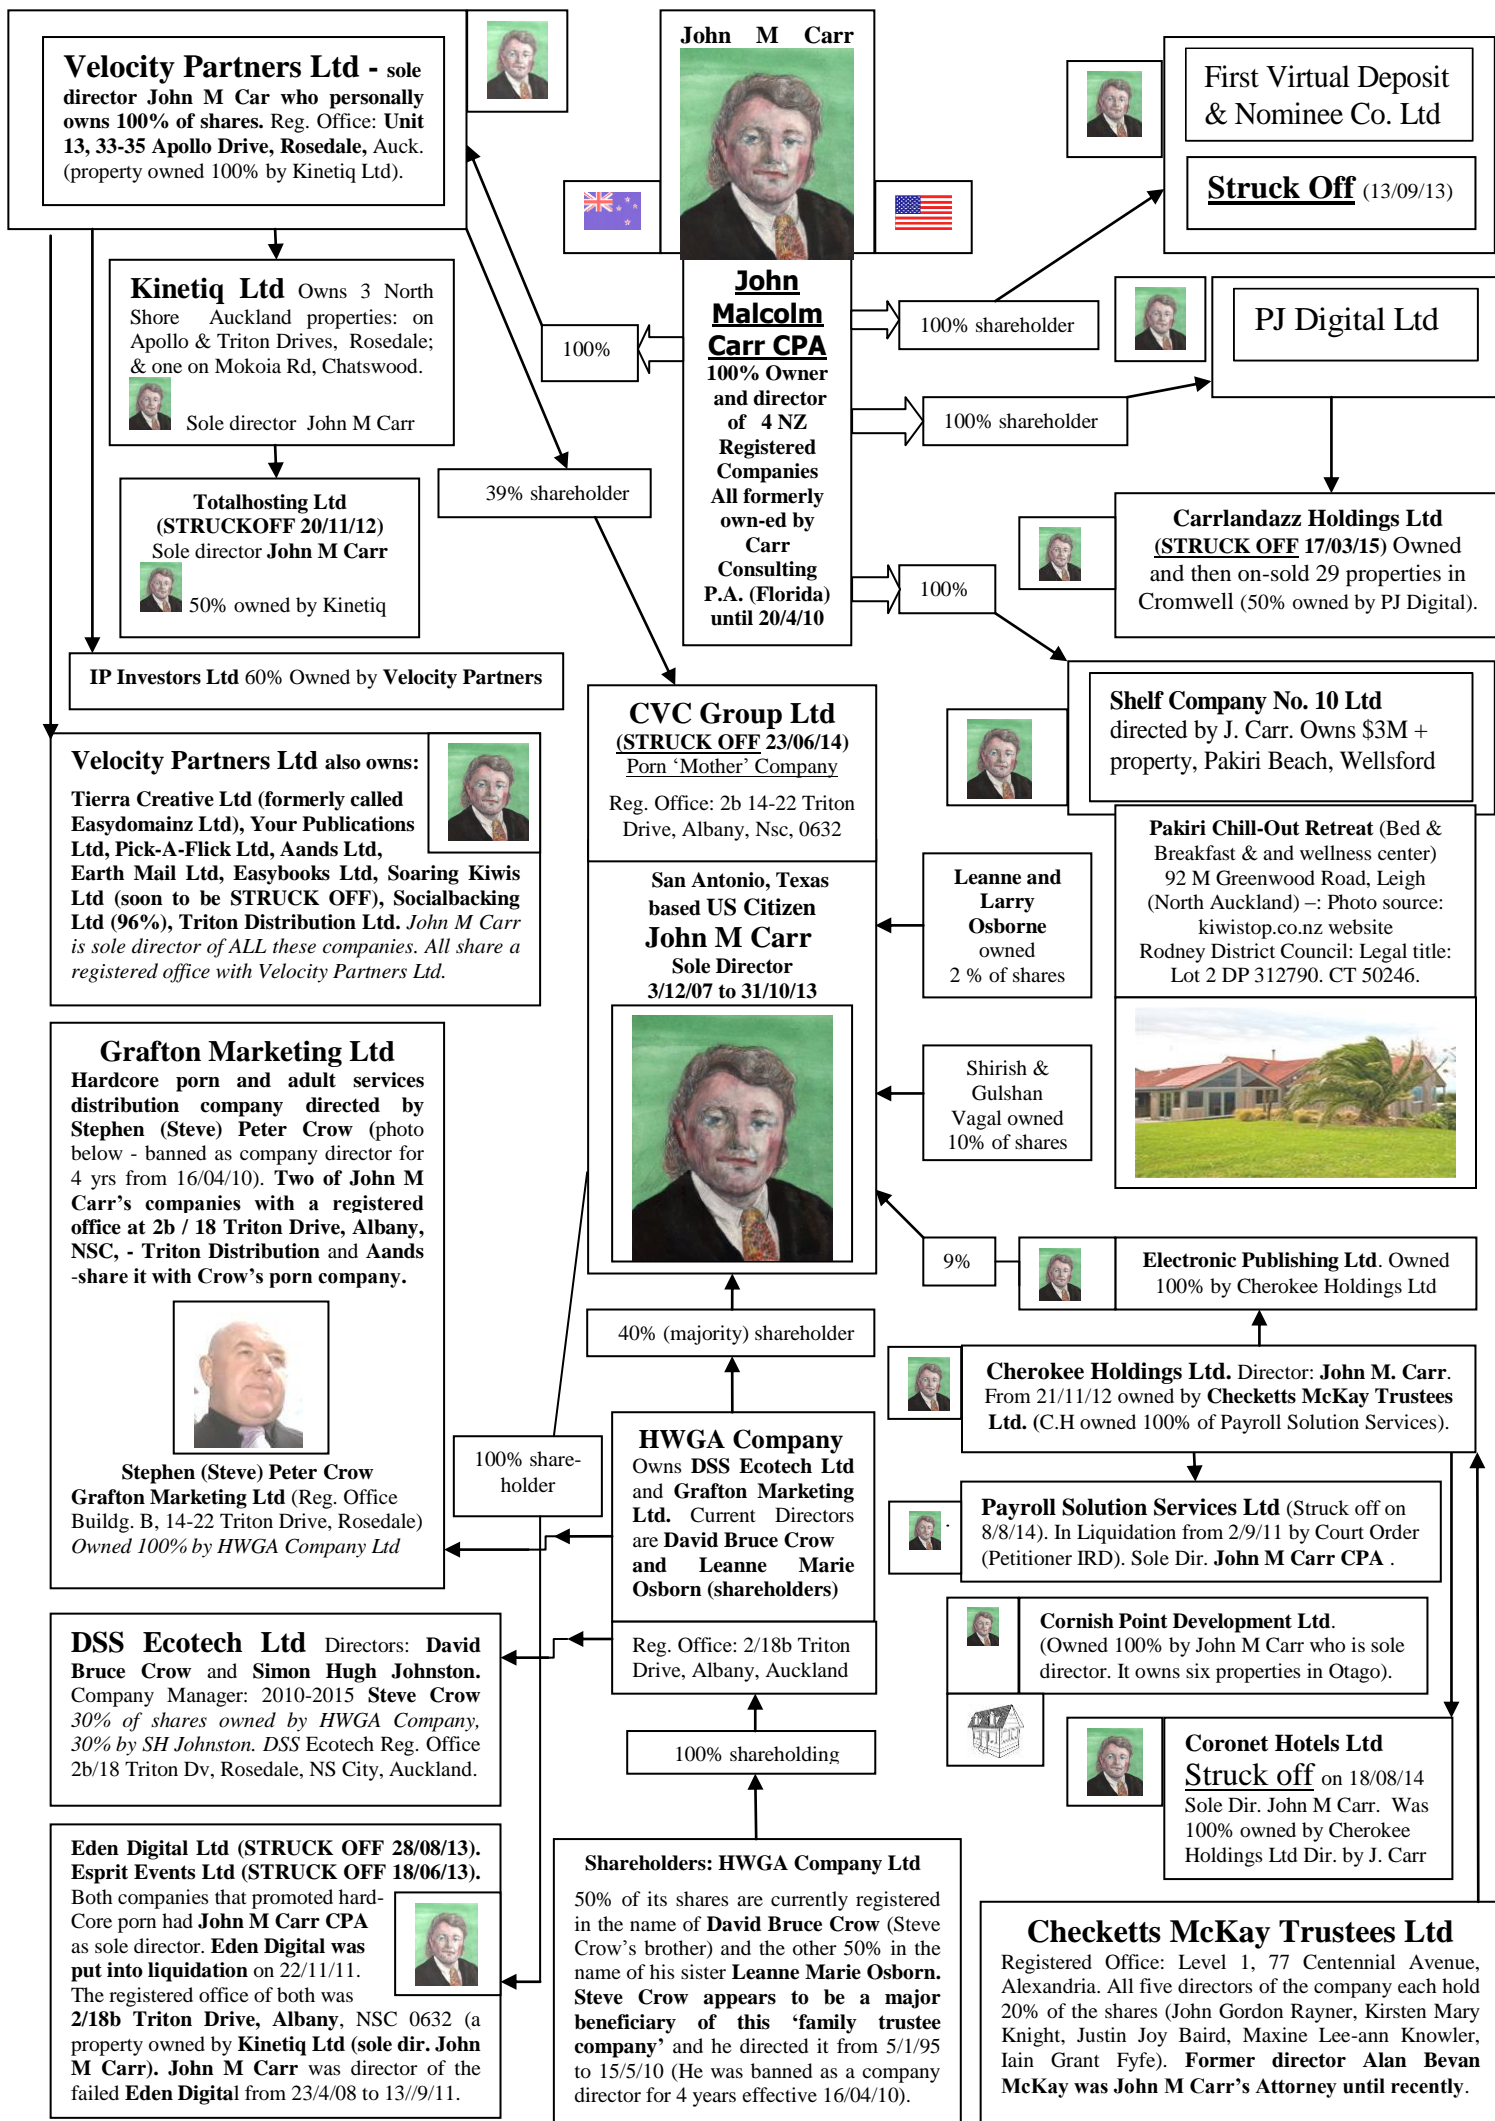 Velocity Partners Ltd - sole
director John M Car who personally
owns 100% of shares. Reg. Office: Unit
13, 33-35 Apollo Drive, Rosedale, Auck.
(property owned 100% by Kinetiq Ltd).
John M Carr
John
Malcolm
Carr CPA
100% Owner
and director
of 4 NZ
Registered
Companies
All formerly
own-ed by
Carr
Consulting
P.A. (Florida)
until 20/4/10
First Virtual Deposit
& Nominee Co. Ltd
Struck Off (13/09/13)
100% shareholder
PJ Digital Ltd
100% shareholder
100%
Kinetiq Ltd Owns 3 North
Shore Auckland properties: on
Apollo & Triton Drives, Rosedale;
& one on Mokoia Rd, Chatswood.
Sole director John M Carr
39% shareholder
Totalhosting Ltd
(STRUCKOFF 20/11/12)
Sole director John M Carr
50% owned by Kinetiq
IP Investors Ltd 60% Owned by Velocity Partners
Carrlandazz Holdings Ltd
(STRUCK OFF 17/03/15) Owned
and then on-sold 29 properties in
Cromwell (50% owned by PJ Digital).
100%
Shelf Company No. 10 Ltd
directed by J. Carr. Owns $3M +
property, Pakiri Beach, Wellsford
Pakiri Chill-Out Retreat (Bed &
Breakfast & and wellness center)
92 M Greenwood Road, Leigh
(North Auckland) –: Photo source:
kiwistop.co.nz website
Rodney District Council: Legal title:
Lot 2 DP 312790. CT 50246.
Velocity Partners Ltd also owns:
Tierra Creative Ltd (formerly called
Easydomainz Ltd), Your Publications
Ltd, Pick-A-Flick Ltd, Aands Ltd,
Earth Mail Ltd, Easybooks Ltd, Soaring Kiwis
Ltd (soon to be STRUCK OFF), Socialbacking
Ltd (96%), Triton Distribution Ltd. John M Carr
is sole director of ALL these companies. All share a
registered office with Velocity Partners Ltd.
CVC Group Ltd
(STRUCK OFF 23/06/14)
Porn ‘Mother’ Company
Reg. Office: 2b 14-22 Triton
Drive, Albany, Nsc, 0632
San Antonio, Texas
based US Citizen
John M Carr
Sole Director
3/12/07 to 31/10/13
Leanne and
Larry
Osborne
owned
2 % of shares
Shirish &
Gulshan
Vagal owned
10% of shares
9%
Electronic Publishing Ltd. Owned
100% by Cherokee Holdings Ltd
Grafton Marketing Ltd
Hardcore porn and adult services
distribution company directed by
Stephen (Steve) Peter Crow (photo
below - banned as company director for
4 yrs from 16/04/10). Two of John M
Carr’s companies with a registered
office at 2b / 18 Triton Drive, Albany,
NSC, - Triton Distribution and Aands
-share it with Crow’s porn company.
Stephen (Steve) Peter Crow
Grafton Marketing Ltd (Reg. Office
Buildg. B, 14-22 Triton Drive, Rosedale)
Owned 100% by HWGA Company Ltd
40% (majority) shareholder
100% share-
holder
HWGA Company
Owns DSS Ecotech Ltd
and Grafton Marketing
Ltd. Current Directors
are David Bruce Crow
and Leanne Marie
Osborn (shareholders)
Reg. Office: 2/18b Triton
Drive, Albany, Auckland
Cherokee Holdings Ltd. Director: John M. Carr.
From 21/11/12 owned by Checketts McKay Trustees
Ltd. (C.H owned 100% of Payroll Solution Services).
.
Payroll Solution Services Ltd (Struck off on
8/8/14). In Liquidation from 2/9/11 by Court Order
(Petitioner IRD). Sole Dir. John M Carr CPA .
Cornish Point Development Ltd.
(Owned 100% by John M Carr who is sole
director. It owns six properties in Otago).
Coronet Hotels Ltd
Struck off on 18/08/14
Sole Dir. John M Carr. Was
100% owned by Cherokee
Holdings Ltd Dir. by J. Carr
DSS Ecotech Ltd Directors: David
Bruce Crow and Simon Hugh Johnston.
Company Manager: 2010-2015 Steve Crow
30% of shares owned by HWGA Company,
30% by SH Johnston. DSS Ecotech Reg. Office
2b/18 Triton Dv, Rosedale, NS City, Auckland.
100% shareholding
Eden Digital Ltd (STRUCK OFF 28/08/13).
Esprit Events Ltd (STRUCK OFF 18/06/13).
Both companies that promoted hard-
Core porn had John M Carr CPA
as sole director. Eden Digital was
put into liquidation on 22/11/11.
The registered office of both was
2/18b Triton Drive, Albany, NSC 0632 (a
property owned by Kinetiq Ltd (sole dir. John
M Carr). John M Carr was director of the
failed Eden Digital from 23/4/08 to 13//9/11.
Shareholders: HWGA Company Ltd
50% of its shares are currently registered
in the name of David Bruce Crow (Steve
Crow’s brother) and the other 50% in the
name of his sister Leanne Marie Osborn.
Steve Crow appears to be a major
beneficiary of this ‘family trustee
company’ and he directed it from 5/1/95
to 15/5/10 (He was banned as a company
director for 4 years effective 16/04/10).
Checketts McKay Trustees Ltd
Registered Office: Level 1, 77 Centennial Avenue,
Alexandria. All five directors of the company each hold
20% of the shares (John Gordon Rayner, Kirsten Mary
Knight, Justin Joy Baird, Maxine Lee-ann Knowler,
Iain Grant Fyfe). Former director Alan Bevan
McKay was John M Carr’s Attorney until recently.